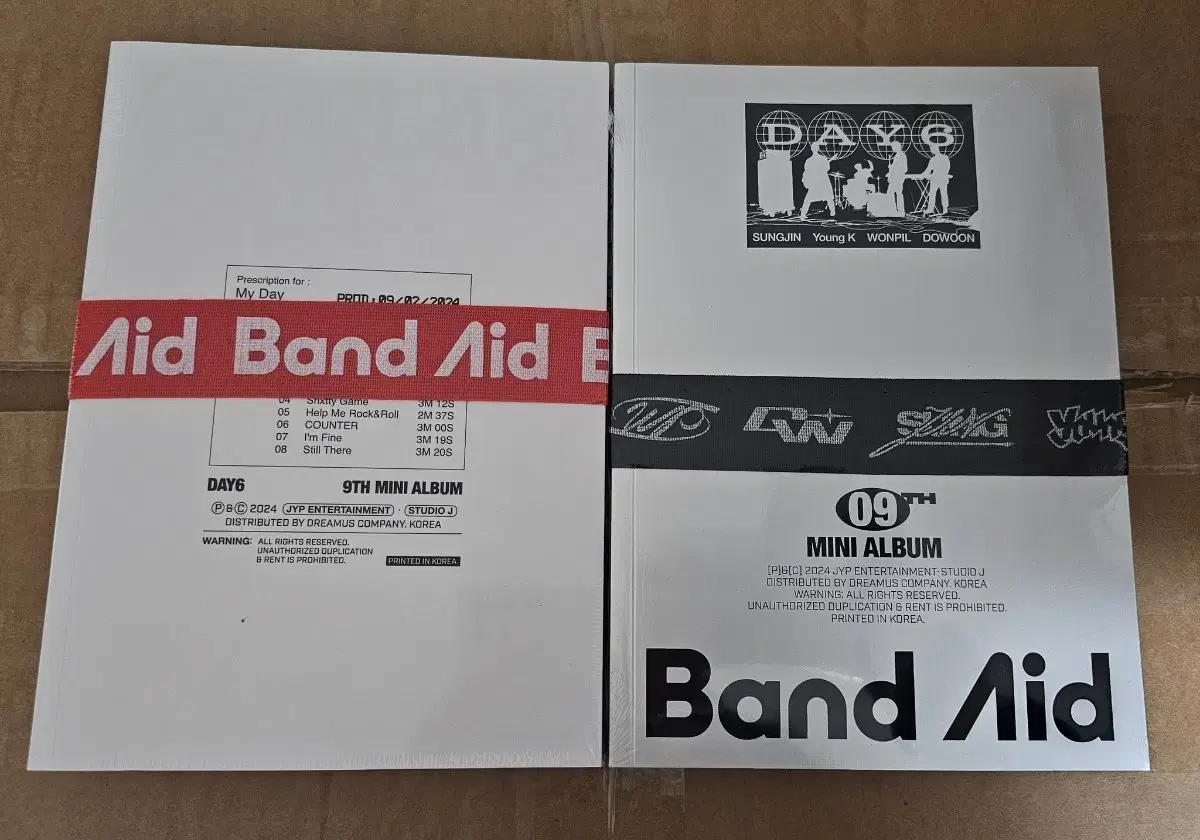 Prescription for :
My Day
PROD : 09/02/2024
Aid Band Aid B
04 Shxtty Game 3M 12S
05 Help Me Rock&Roll 2M 37S
06 COUNTER 3M 00S
07 I'm Fine 3M 19S
08 Still There 3M 20S
DAY6 9TH MINI ALBUM
Ⓟ&Ⓒ 2024 JYP ENTERTAINMENT · STUDIO J
DISTRIBUTED BY DREAMUS COMPANY. KOREA
WARNING: ALL RIGHTS RESERVED.
UNAUTHORIZED DUPLICATION
& RENT IS PROHIBITED.
PRINTED IN KOREA.
DAY6
SUNGJIN Young K WONPIL DOWOON
DW
SUNG
09TH
MINI ALBUM
[P]&[C] 2024 JYP ENTERTAINMENT·STUDIO J
DISTRIBUTED BY DREAMUS COMPANY. KOREA
WARNING: ALL RIGHTS RESERVED.
UNAUTHORIZED DUPLICATION & RENT IS PROHIBITED.
PRINTED IN KOREA.
Band Aid